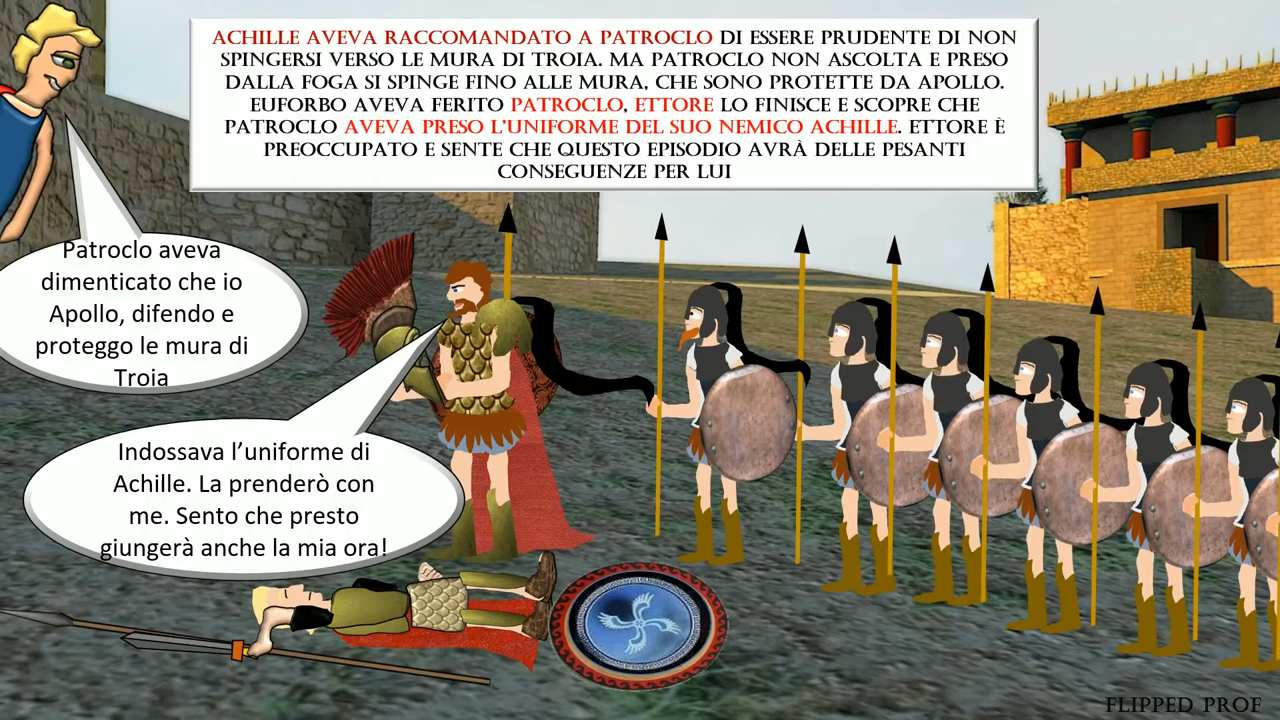 ACHILLE AVEVA RACCOMANDATO A PATROCLO DI ESSERE PRUDENTE DI NON
SPINGERSI VERSO LE MURA DI TROIA. MA PATROCLO NON ASCOLTA E PRESO
DALLA FOGA SI SPINGE FINO ALLE MURA, CHE SONO PROTETTE DA APOLLO.
EUFORBO AVEVA FERITO PATROCLO, ETTORE LO FINISCE E SCOPRE CHE
PATROCLO AVEVA PRESO L'UNIFORME DEL SUO NEMICO ACHILLE. ETTORE È
PREOCCUPATO E SENTE CHE QUESTO EPISODIO AVRÀ DELLE PESANTI
CONSEGUENZE PER LUI
Patroclo aveva
dimenticato che io
Apollo, difendo e
proteggo le mura di
Troia
Indossava l’uniforme di
Achille. La prenderò con
me. Sento che presto
giungerà anche la mia ora!
FLIPPED PROF